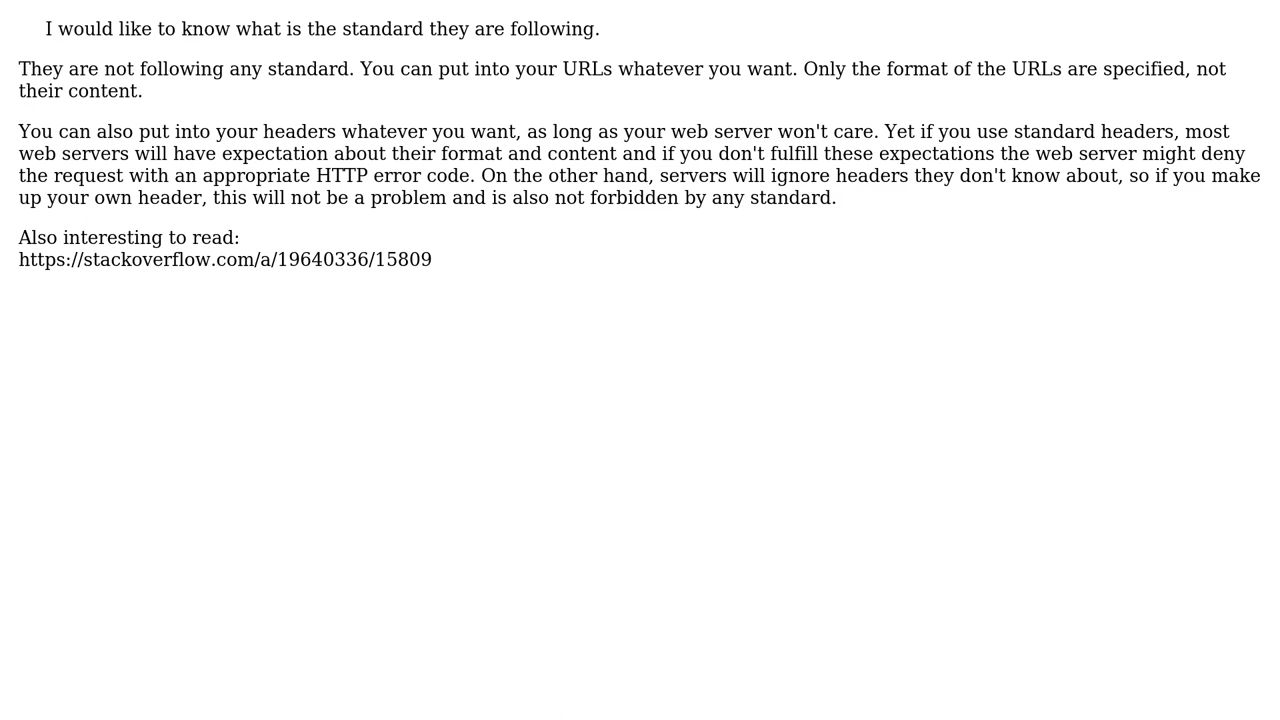 I would like to know what is the standard they are following.
They are not following any standard. You can put into your URLs whatever you want. Only the format of the URLs are specified, not
their content.
You can also put into your headers whatever you want, as long as your web server won't care. Yet if you use standard headers, most
web servers will have expectation about their format and content and if you don't fulfill these expectations the web server might deny
the request with an appropriate HTTP error code. On the other hand, servers will ignore headers they don't know about, so if you make
up your own header, this will not be a problem and is also not forbidden by any standard.
Also interesting to read:
https://stackoverflow.com/a/19640336/15809